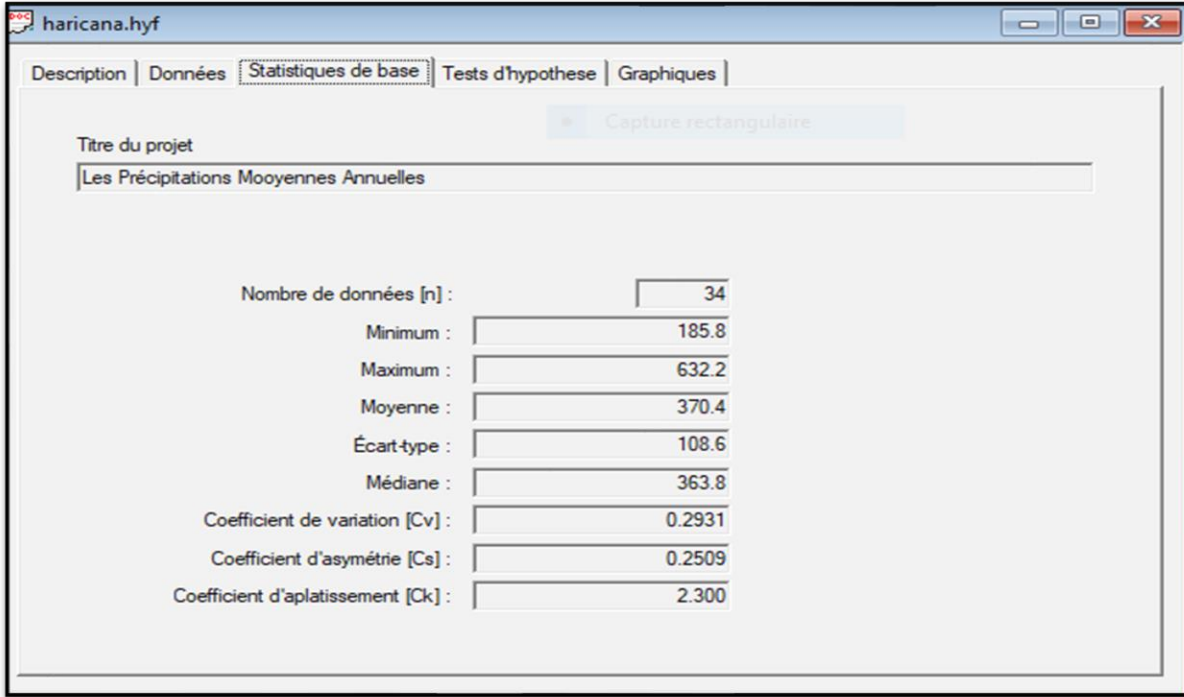 haricana.hyf
Description Données Statistiques de base Tests d'hypothese Graphiques
Capture rectangulaire
Titre du projet
Les Précipitations Mooyennes Annuelles
Nombre de données [n] : 34
Minimum : 185.8
Maximum : 632.2
Moyenne : 370.4
Écart-type : 108.6
Médiane : 363.8
Coefficient de variation [Cv] : 0.2931
Coefficient d'asymétrie [Cs] : 0.2509
Coefficient d'aplatissement [Ck] : 2.300